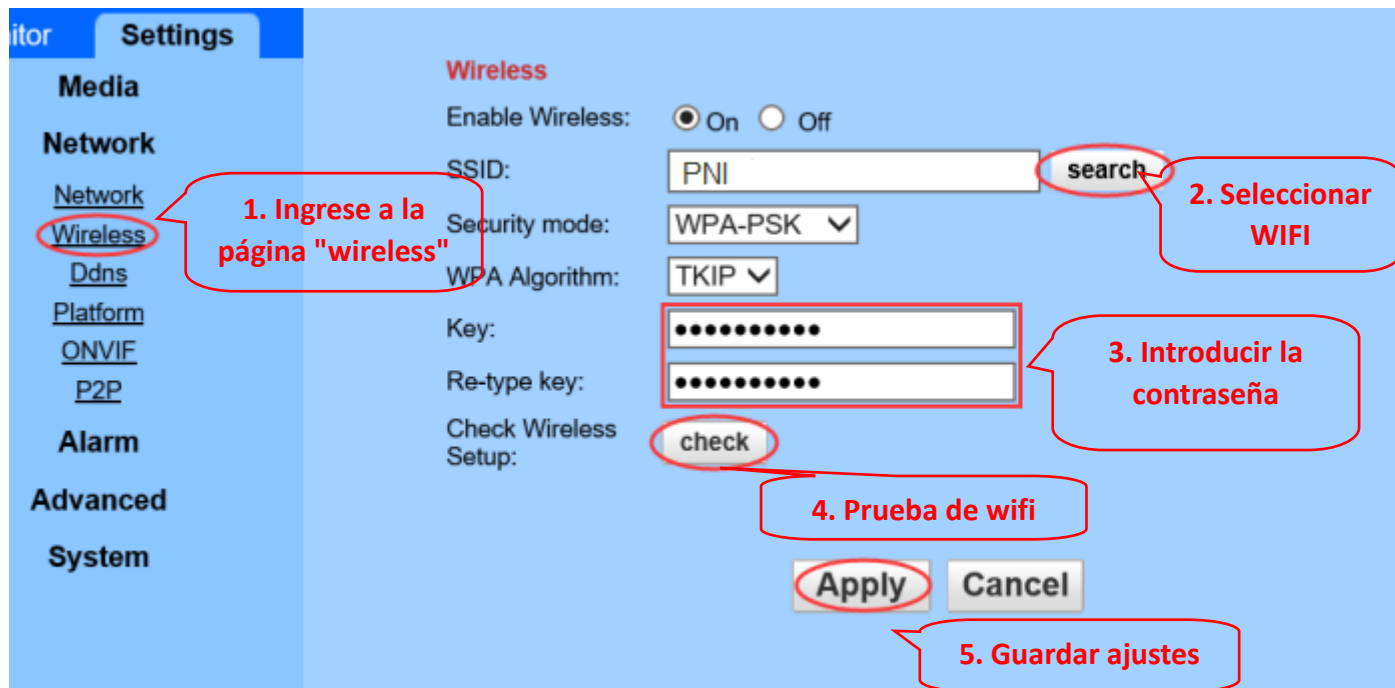 itor
Settings
Media
Network
Network
Wireless
Ddns
Platform
ONVIF
P2P
Alarm
Advanced
System
1. Ingrese a la
página "wireless"
Wireless
Enable Wireless: On Off
SSID: PNI search
2. Seleccionar
WIFI
Security mode: WPA-PSK
WPA Algorithm: TKIP
Key: ••••••••••
Re-type key: ••••••••••
3. Introducir la
contraseña
Check Wireless
Setup:
check
4. Prueba de wifi
Apply Cancel
5. Guardar ajustes